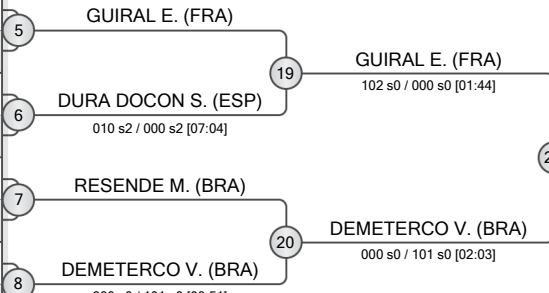 GUIRAL E. (FRA)
5
19
GUIRAL E. (FRA)
102 s0 / 000 s0 [01:44]
DURA DOCON S. (ESP)
6
010 s2 / 000 s2 [07:04]
RESENDE M. (BRA)
7
20
DEMETERCO V. (BRA)
000 s0 / 101 s0 [02:03]
DEMETERCO V. (BRA)
8